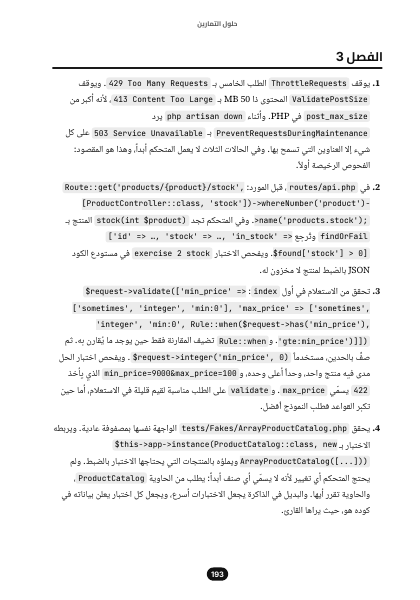 حلول التمارين
الفصل 3
1. يوقف ThrottleRequests الطلب الخامس بـ 429 Too Many Requests. ويوقف
ValidatePostSize المحتوى ذا 50 MB بـ 413 Content Too Large، لأنه أكبر من
post_max_size في PHP. وأثناء php artisan down يرد
PreventRequestsDuringMaintenance بـ 503 Service Unavailable على كل
شيء إلا العناوين التي تسمح بها. وفي الحالات الثلاث لا يعمل المتحكم أبداً، وهذا هو المقصود:
الفحوص الرخيصة أولاً.
2. في routes/api.php، قبل المورد: Route::get('products/{product}/stock',
[ProductController::class, 'stock'])->whereNumber('product')-
>name('products.stock');. وفي المتحكم تجد stock(int $product) المنتج بـ
findOrFail وتُرجع ['id' => …, 'stock' => …, 'in_stock' =>
$found['stock'] > 0]. ويفحص الاختبار exercise 2 stock في مستودع الكود
JSON بالضبط لمنتج لا مخزون له.
3. تحقق من الاستعلام في أول index: $request->validate(['min_price' =>
['sometimes', 'integer', 'min:0'], 'max_price' => ['sometimes',
'integer', 'min:0', Rule::when($request->has('min_price'),
'gte:min_price')]]). و Rule::when تضيف المقارنة فقط حين يوجد ما يُقارن به. ثم
صفِّ بالحدين، مستخدماً $request->integer('min_price', 0). ويفحص اختبار الحل
مدى فيه منتج واحد، وحداً أعلى وحده، و min_price=9000&max_price=100 الذي يأخذ
422 يسمّي max_price. و validate على الطلب مناسبة لقيم قليلة في الاستعلام، أما حين
تكبر القواعد فطلب النموذج أفضل.
4. يحقق tests/Fakes/ArrayProductCatalog.php الواجهة نفسها بمصفوفة عادية. ويربطه
الاختبار بـ $this->app->instance(ProductCatalog::class, new
ArrayProductCatalog([...])) ويملؤه بالمنتجات التي يحتاجها الاختبار بالضبط. ولم
يحتج المتحكم أي تغيير لأنه لا يسمّي أي صنف أبداً: يطلب من الحاوية ProductCatalog،
والحاوية تقرر أيها. والبديل في الذاكرة يجعل الاختبارات أسرع، ويجعل كل اختبار يعلن بياناته في
كوده هو، حيث يراها القارئ.
193